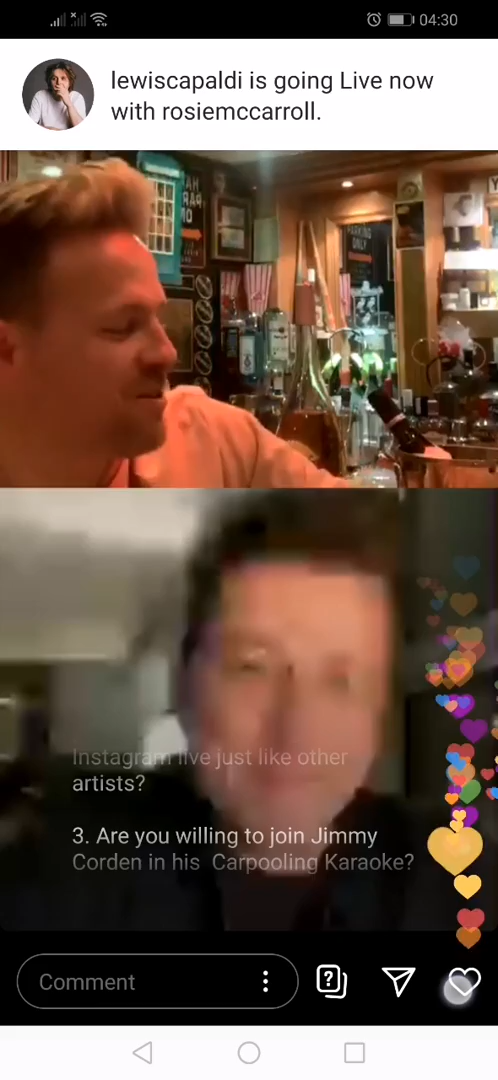 04:30
lewiscapaldi is going Live now
with rosiemccarroll.
Instagram live just like other
artists?
3. Are you willing to join Jimmy
Corden in his  Carpooling Karaoke?
Comment